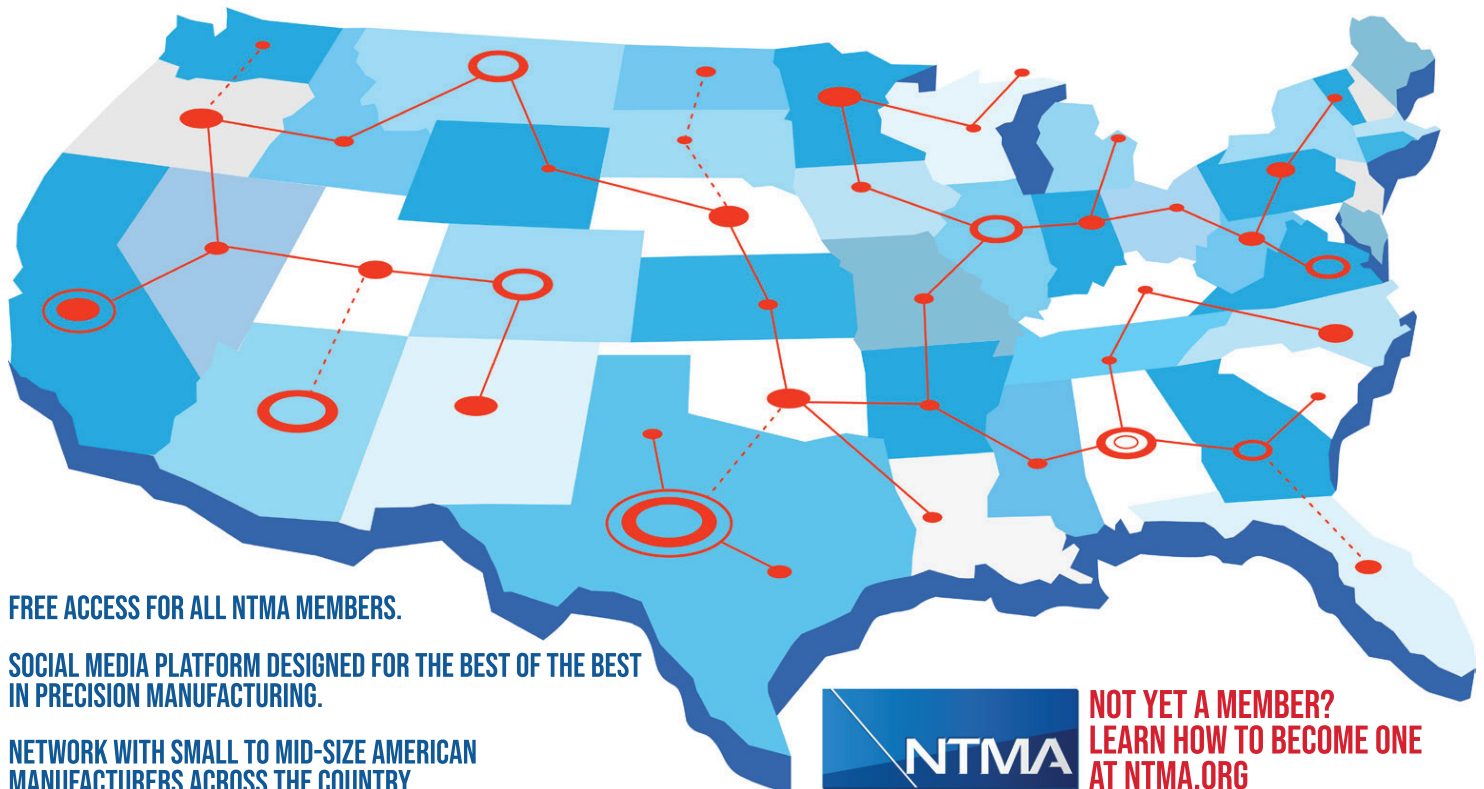 FREE ACCESS FOR ALL NTMA MEMBERS.
SOCIAL MEDIA PLATFORM DESIGNED FOR THE BEST OF THE BEST
IN PRECISION MANUFACTURING.
NETWORK WITH SMALL TO MID-SIZE AMERICAN
MANUFACTURERS ACROSS THE COUNTRY
NTMA
NOT YET A MEMBER?
LEARN HOW TO BECOME ONE
AT NTMA.ORG